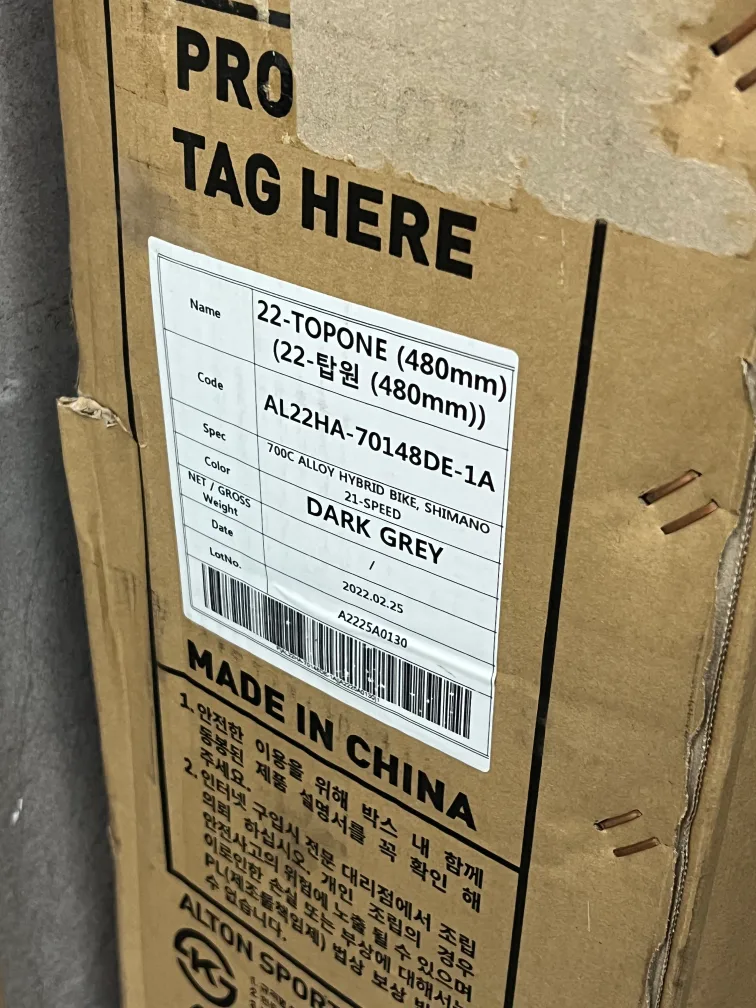 PRO
TAG HERE
Name 22-TOPONE (480mm)
(22-탑원 (480mm))
Code AL22HA-70148DE-1A
Spec 700C ALLOY HYBRID BIKE, SHIMANO
21-SPEED
Color DARK GREY
NET / GROSS
Weight /
Date 2022.02.25
LotNo. A2225A0130
MADE IN CHINA
1. 안전한 이용을 위해 박스 내 함께
동봉된 제품 설명서를 꼭 확인 해
주세요.
2. 인터넷 구입시 전문 대리점에서 조립
의뢰 하십시오. 개인 조립의 경우
안전사고의 위험에 노출 될 수 있으며
이로인한 손실 또는 부상에 대해서는
PL(제조물책임제) 법상 보상
수 없습니다.
ALTON SPORT